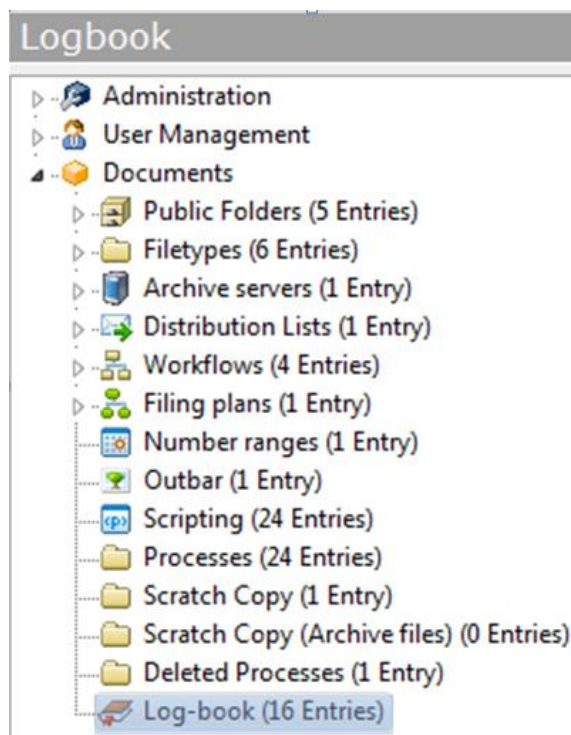 Logbook
Administration
User Management
Documents
Public Folders (5 Entries)
Filetypes (6 Entries)
Archive servers (1 Entry)
Distribution Lists (1 Entry)
Workflows (4 Entries)
Filing plans (1 Entry)
Number ranges (1 Entry)
Outbar (1 Entry)
Scripting (24 Entries)
Processes (24 Entries)
Scratch Copy (1 Entry)
Scratch Copy (Archive files) (0 Entries)
Deleted Processes (1 Entry)
Log-book (16 Entries)